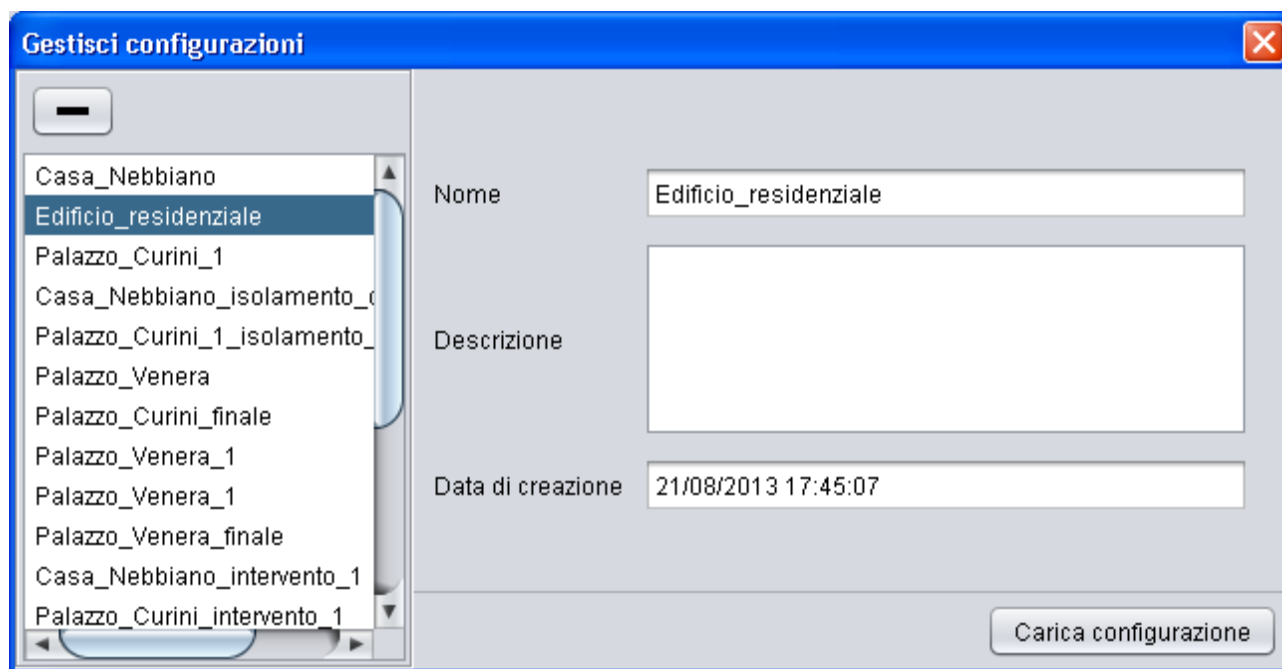 Gestisci configurazioni
Casa_Nebbiano
Edificio_residenziale
Palazzo_Curini_1
Casa_Nebbiano_isolamento_
Palazzo_Curini_1_isolamento_
Palazzo_Venera
Palazzo_Curini_finale
Palazzo_Venera_1
Palazzo_Venera_1
Palazzo_Venera_finale
Casa_Nebbiano_intervento_1
Palazzo_Curini_intervento_1
Nome
Edificio_residenziale
Descrizione
Data di creazione
21/08/2013 17:45:07
Carica configurazione